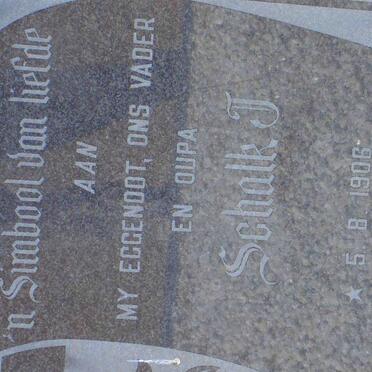 'n Simbool van liefde
AAN
MY EGGENOOT, ONS VADER
EN OUPA
Schalk J
★ 5 8 1906